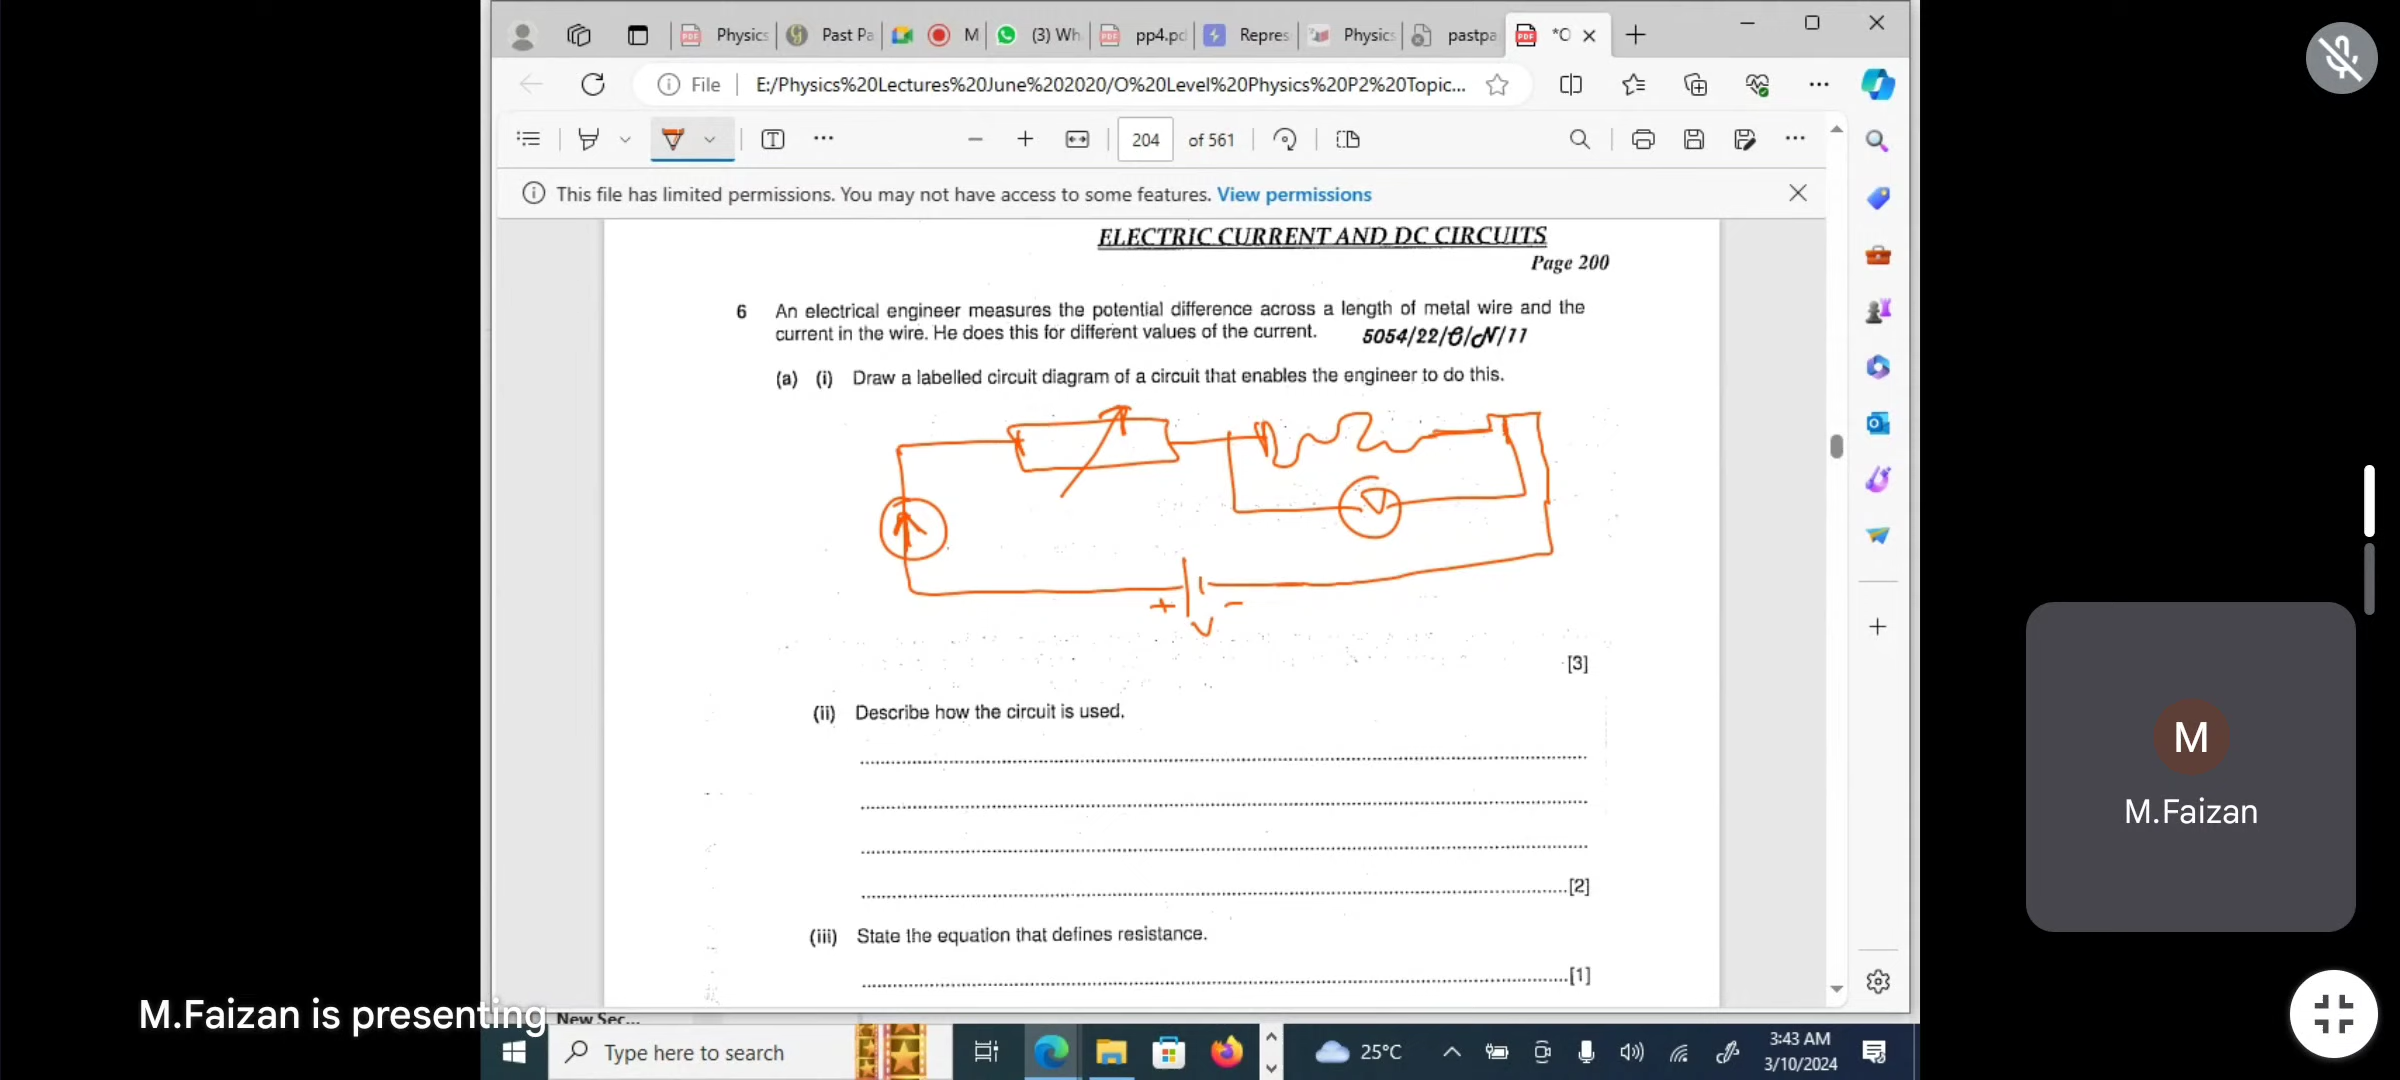 Physics
Past Pa
M
(3) Wh
pp4.pd
Repres
Physics
pastpa
*O
File
E:/Physics%20Lectures%20June%202020/O%20Level%20Physics%20P2%20Topic...
204
of 561
This file has limited permissions. You may not have access to some features. View permissions
ELECTRIC CURRENT AND DC CIRCUITS
Page 200
6 An electrical engineer measures the potential difference across a length of metal wire and the
current in the wire. He does this for different values of the current. 5054/22/O/N/11
(a) (i) Draw a labelled circuit diagram of a circuit that enables the engineer to do this.
V
+ -
V
[3]
(ii) Describe how the circuit is used.
[2]
(iii) State the equation that defines resistance.
[1]
M
M.Faizan
M.Faizan is presenting
New Sec...
Type here to search
25°C
3:43 AM
3/10/2024